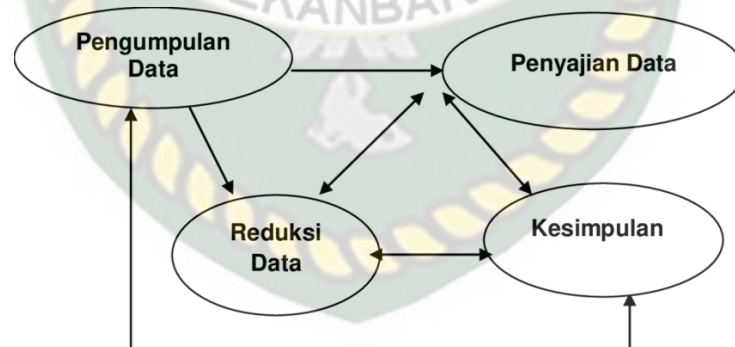 Pengumpulan
Data
Penyajian Data
Reduksi
Data
Kesimpulan